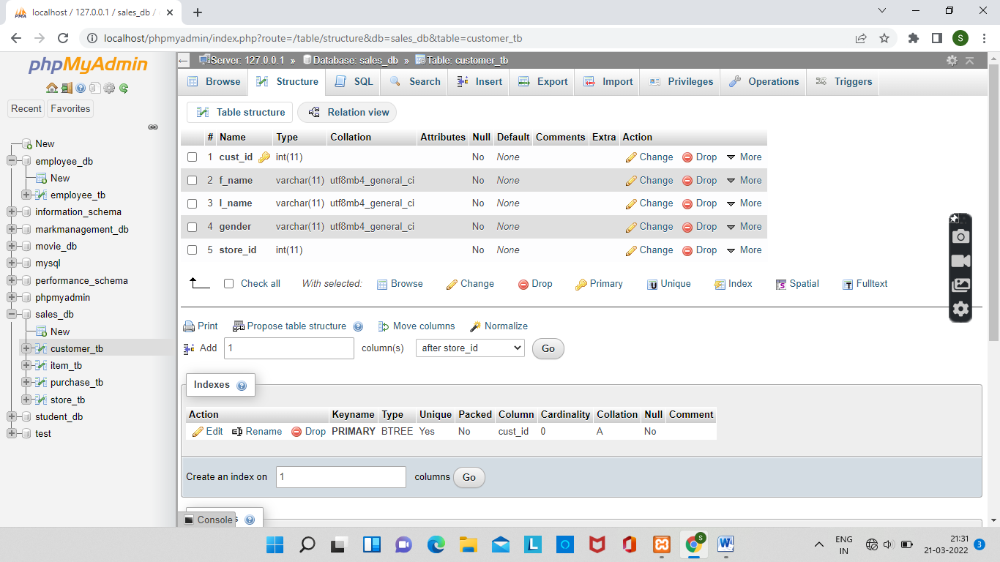 localhost / 127.0.0.1 / sales_db /
localhost/phpmyadmin/index.php?route=/table/structure&db=sales_db&table=customer_tb
S
phpMyAdmin
Recent Favorites
New
employee_db
New
employee_tb
information_schema
markmanagement_db
movie_db
mysql
performance_schema
phpmyadmin
sales_db
New
customer_tb
item_tb
purchase_tb
store_tb
student_db
test
Server: 127.0.0.1 » Database: sales_db » Table: customer_tb
Browse Structure SQL Search Insert Export Import Privileges Operations Triggers
Table structure Relation view
# Name Type Collation Attributes Null Default Comments Extra Action
1 cust_id int(11) No None Change Drop More
2 f_name varchar(11) utf8mb4_general_ci No None Change Drop More
3 l_name varchar(11) utf8mb4_general_ci No None Change Drop More
4 gender varchar(11) utf8mb4_general_ci No None Change Drop More
5 store_id int(11) No None Change Drop More
Check all With selected: Browse Change Drop Primary Unique Index Spatial Fulltext
Print Propose table structure Move columns Normalize
Add 1 column(s) after store_id Go
Indexes
Action Keyname Type Unique Packed Column Cardinality Collation Null Comment
Edit Rename Drop PRIMARY BTREE Yes No cust_id 0 A No
Create an index on 1 columns Go
Console
ENG
IN
21:31
21-03-2022
3